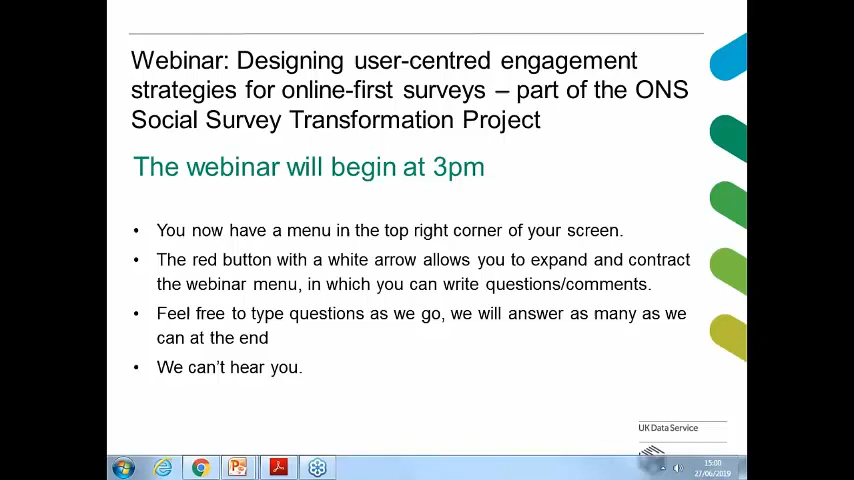 Webinar: Designing user-centred engagement
strategies for online-first surveys – part of the ONS
Social Survey Transformation Project
The webinar will begin at 3pm
• You now have a menu in the top right corner of your screen.
• The red button with a white arrow allows you to expand and contract
the webinar menu, in which you can write questions/comments.
• Feel free to type questions as we go, we will answer as many as we
can at the end
• We can’t hear you.
UK Data Service
15:00
27/06/2019